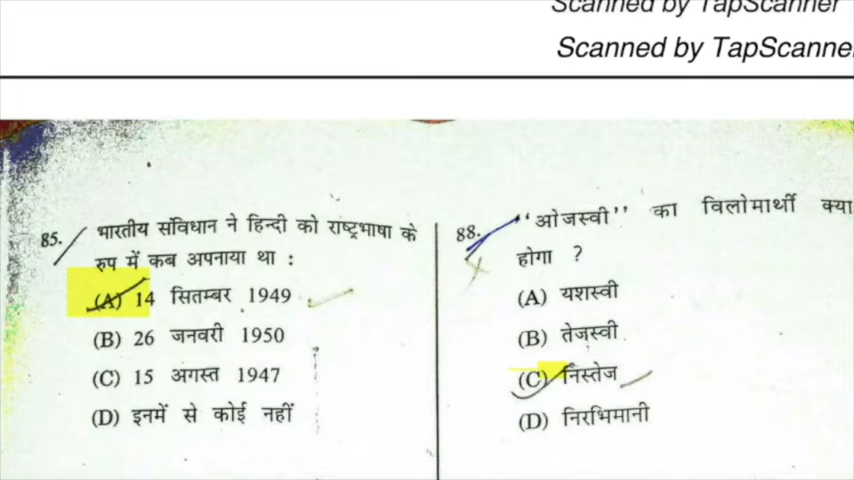 Scanned by TapScanner
Scanned by TapScanner
85. भारतीय संविधान ने हिन्दी को राष्ट्रभाषा के
रुप में कब अपनाया था :
(A) 14 सितम्बर 1949
(B) 26 जनवरी 1950
(C) 15 अगस्त 1947
(D) इनमें से कोई नहीं
88. ‘‘ओजस्वी’’ का विलोमार्थी क्या
होगा ?
(A) यशस्वी
(B) तेजस्वी
(C) निस्तेज
(D) निरभिमानी